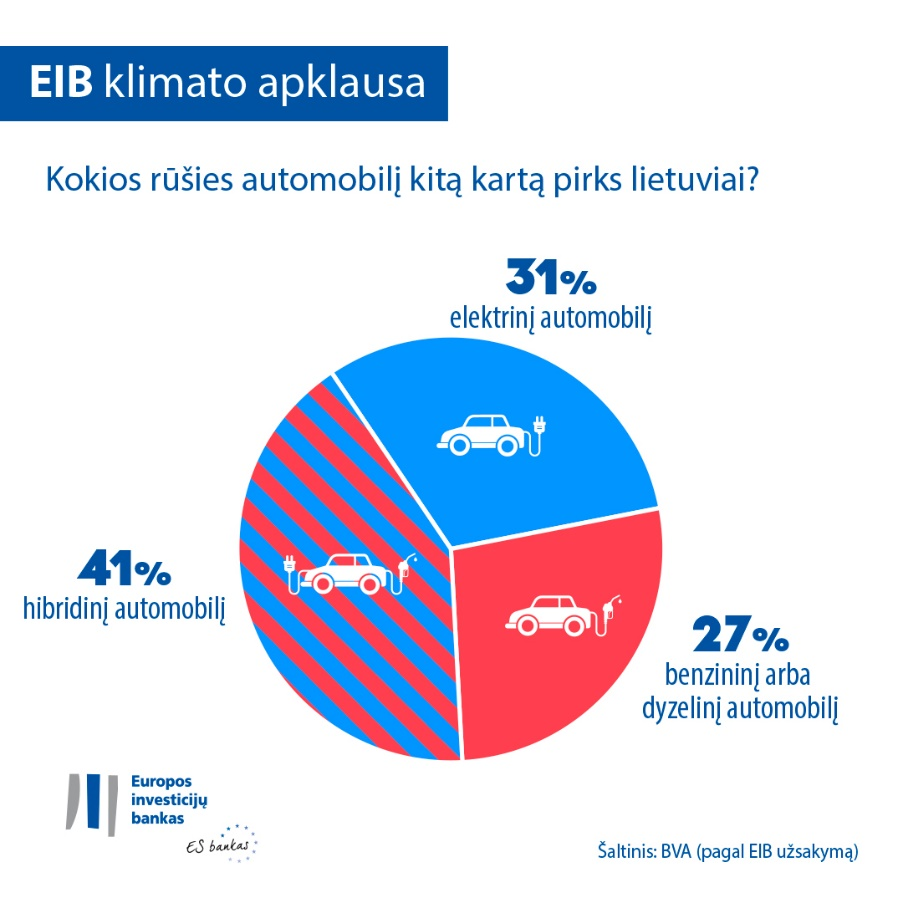 EIB klimato apklausa
Kokios rūšies automobilį kitą kartą pirks lietuviai?
31%
elektrinį automobilį
41%
hibridinį automobilį
27%
benzininį arba
dyzelinį automobilį
Europos
investicijų
bankas
ES bankas
Šaltinis: BVA (pagal EIB užsakymą)